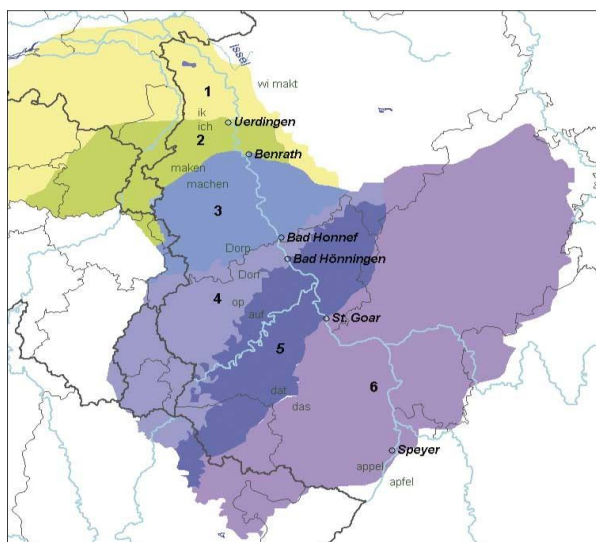 ijssel
wi makt
1
ik
ich
Uerdingen
2
Benrath
maken
machen
3
Dorp
Bad Honnef
Dorf
Bad Hönningen
4
op
auf
St. Goar
5
dat
das
6
Speyer
appel
apfel